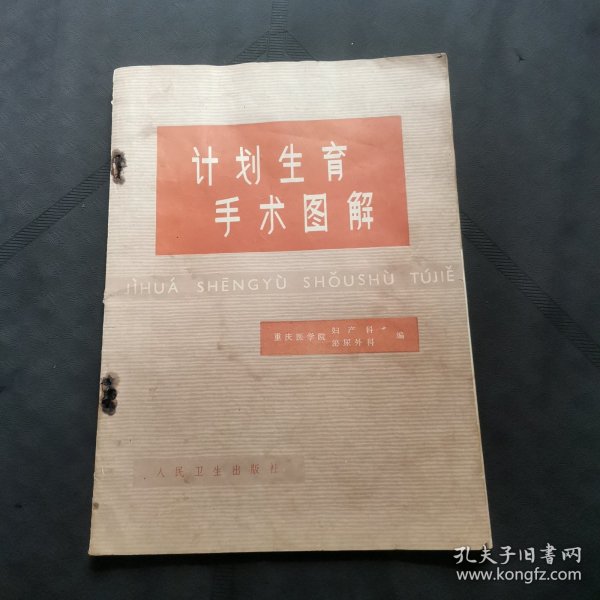 计划生育
手术图解
JÌHUÁ SHĒNGYÙ SHǑUSHÙ TÚJIĚ
重庆医学院 妇产科 泌尿外科 编
人民卫生出版社
孔夫子旧书网
www.kongfz.com